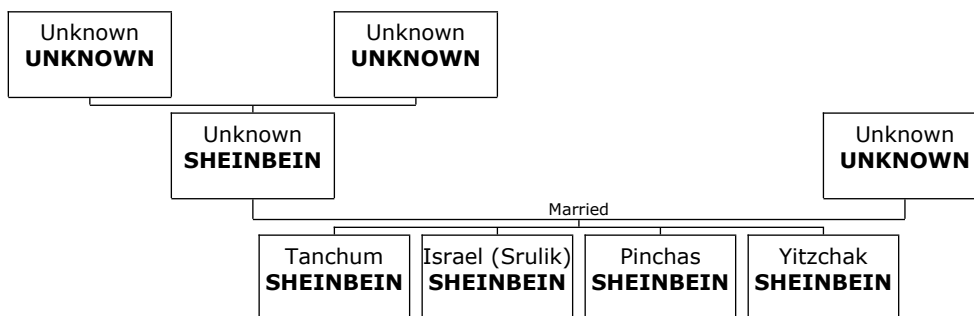 Unknown
UNKNOWN
Unknown
UNKNOWN
Unknown
SHEINBEIN
Unknown
UNKNOWN
Married
Tanchum
SHEINBEIN
Israel (Srulik)
SHEINBEIN
Pinchas
SHEINBEIN
Yitzchak
SHEINBEIN